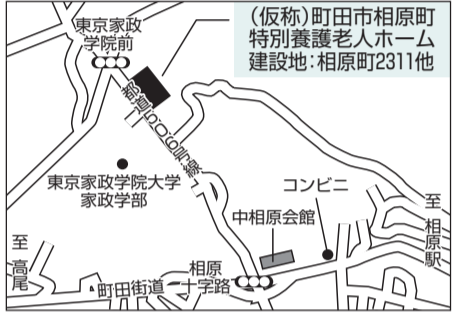 (仮称)町田市相原町
特別養護老人ホーム
建設地:相原町2311他
東京家政
学院前
都道506号線
東京家政学院大学
家政学部
コンビニ
中相原会館
至
相原駅
至
高尾
町田街道
相原
十字路